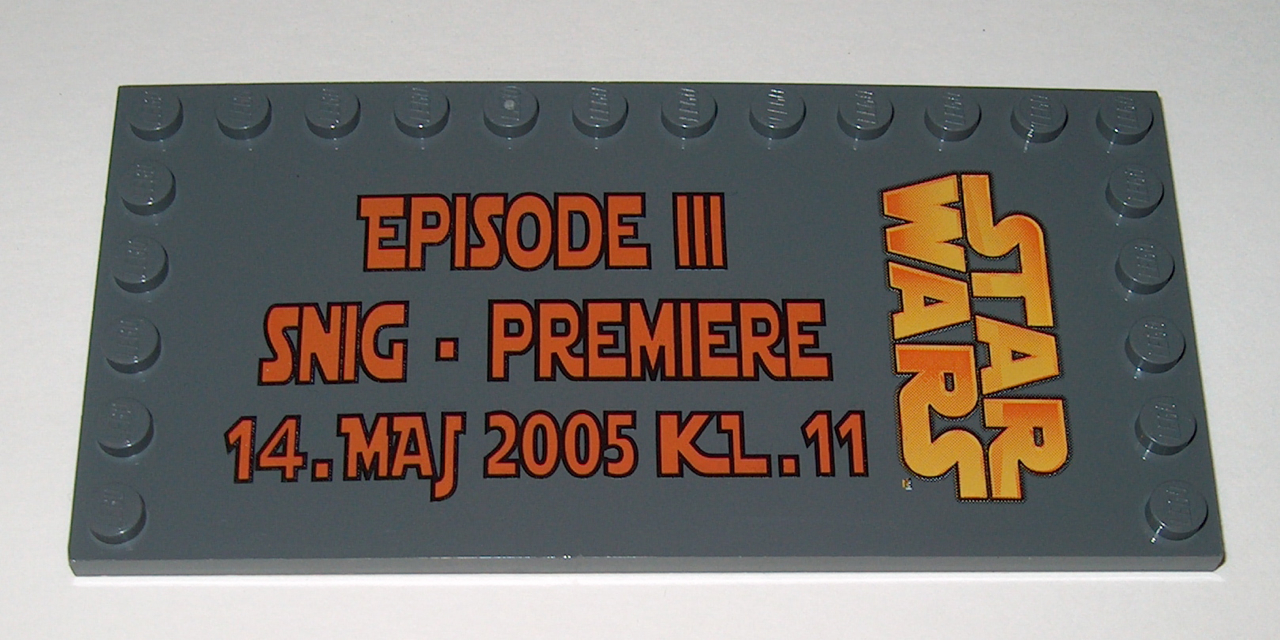 EPISODE III
SNIG · PREMIERE
14. MAJ 2005 KL. 11
STAR
WARS